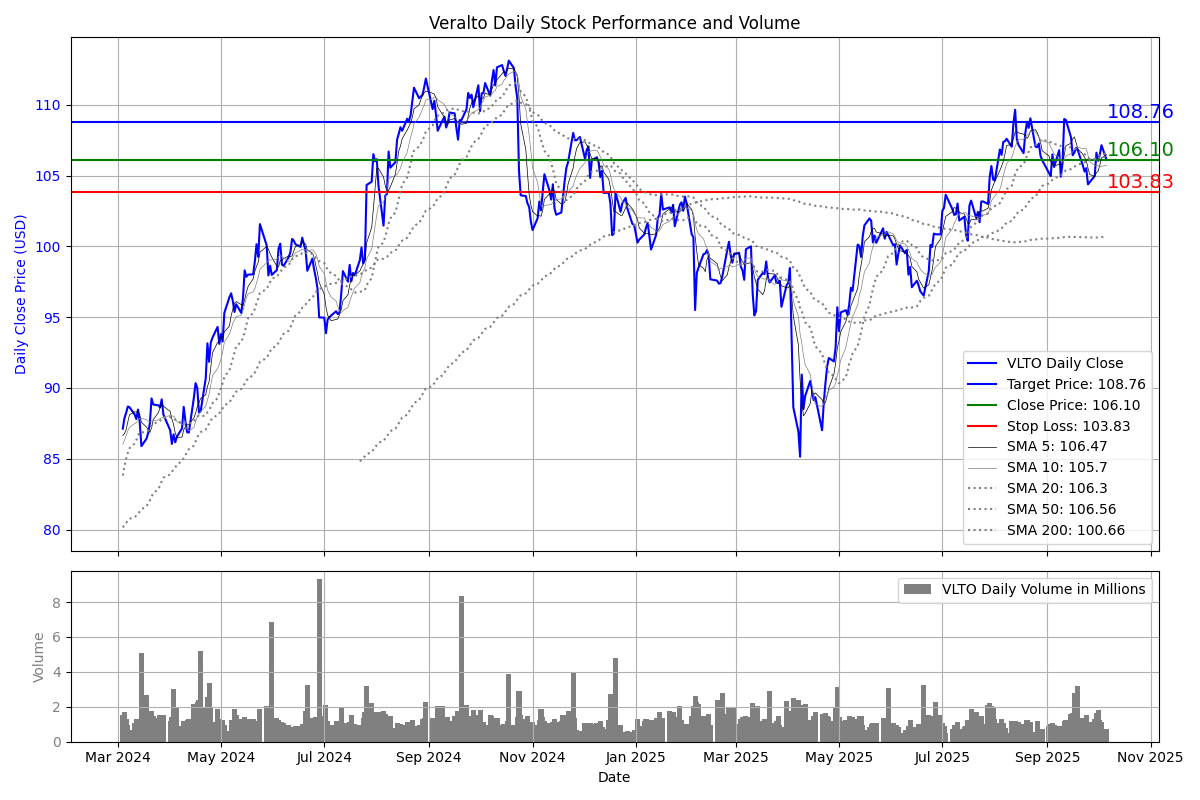 Veralto Daily Stock Performance and Volume
Daily Close Price (USD)
110
105
100
95
90
85
80
108.76
106.10
103.83
VLTO Daily Close
Target Price: 108.76
Close Price: 106.10
Stop Loss: 103.83
SMA 5: 106.47
SMA 10: 105.7
SMA 20: 106.3
SMA 50: 106.56
SMA 200: 100.66
Volume
8
6
4
2
0
VLTO Daily Volume in Millions
Mar 2024
May 2024
Jul 2024
Sep 2024
Nov 2024
Jan 2025
Mar 2025
May 2025
Jul 2025
Sep 2025
Nov 2025
Date